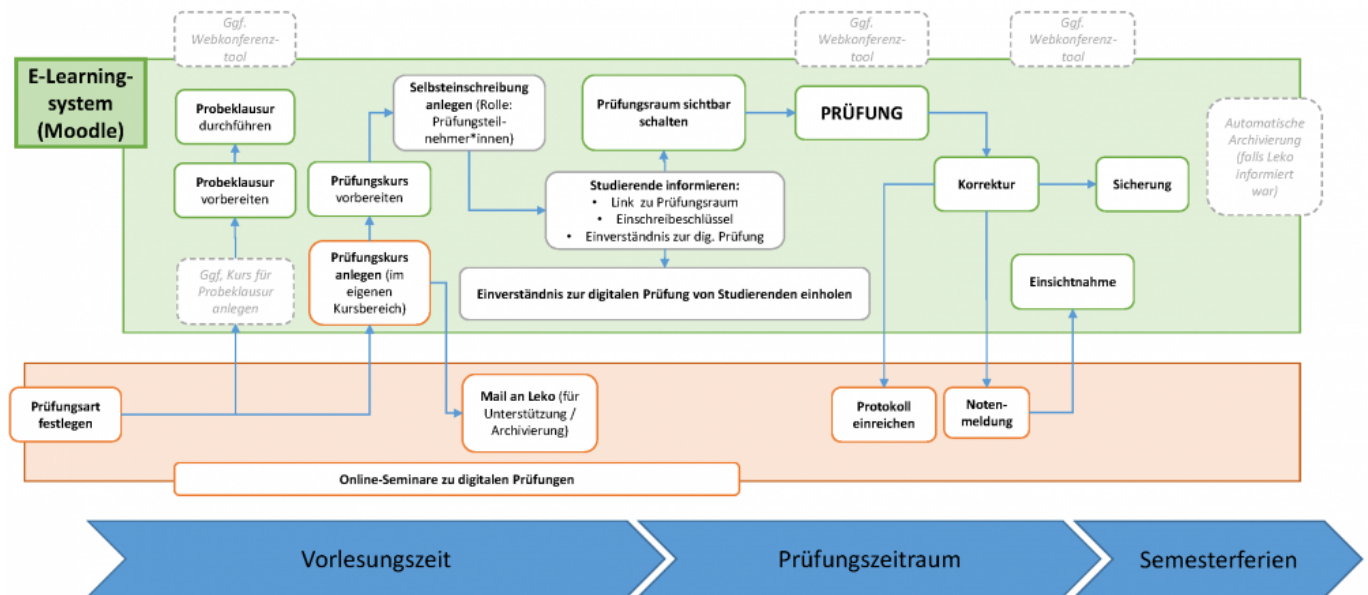 Ggf.
Webkonferenz-
tool
Ggf.
Webkonferenz-
tool
Ggf.
Webkonferenz-
tool
E-Learning-
system
(Moodle)
Probeklausur
durchführen
Probeklausur
vorbereiten
Ggf, Kurs für
Probeklausur
anlegen
Selbsteinschreibung
anlegen (Rolle:
Prüfungsteil-
nehmer*innen)
Prüfungskurs
vorbereiten
Prüfungskurs
anlegen (im
eigenen
Kursbereich)
Prüfungsraum sichtbar
schalten
Studierende informieren:
• Link zu Prüfungsraum
• Einschreibeschlüssel
• Einverständnis zur dig. Prüfung
Einverständnis zur digitalen Prüfung von Studierenden einholen
PRÜFUNG
Korrektur
Sicherung
Einsichtnahme
Automatische
Archivierung
(falls Leko
informiert
war)
Prüfungsart
festlegen
Mail an Leko (für
Unterstützung /
Archivierung)
Protokoll
einreichen
Noten-
meldung
Online-Seminare zu digitalen Prüfungen
Vorlesungszeit
Prüfungszeitraum
Semesterferien